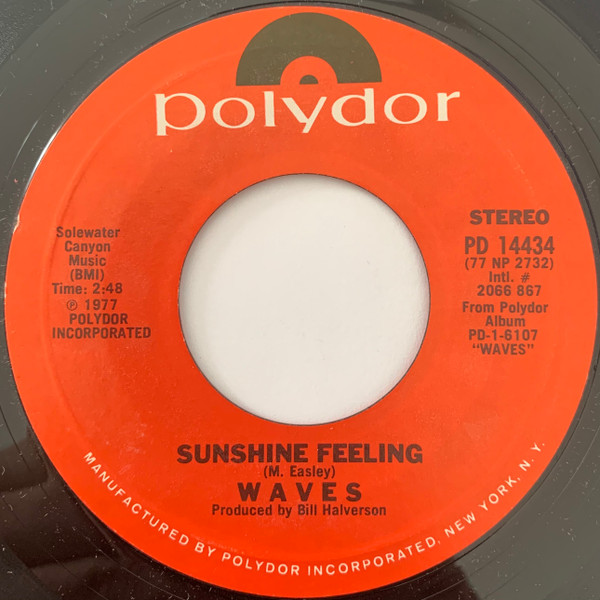 polydor
Solewater
Canyon
Music
(BMI)
Time: 2:48
℗ 1977
POLYDOR
INCORPORATED
STEREO
PD 14434
(77 NP 2732)
Intl. #
2066 867
From Polydor
Album
PD-1-6107
"WAVES"
SUNSHINE FEELING
(M. Easley)
WAVES
Produced by Bill Halverson
MANUFACTURED BY POLYDOR INCORPORATED, NEW YORK, N. Y.